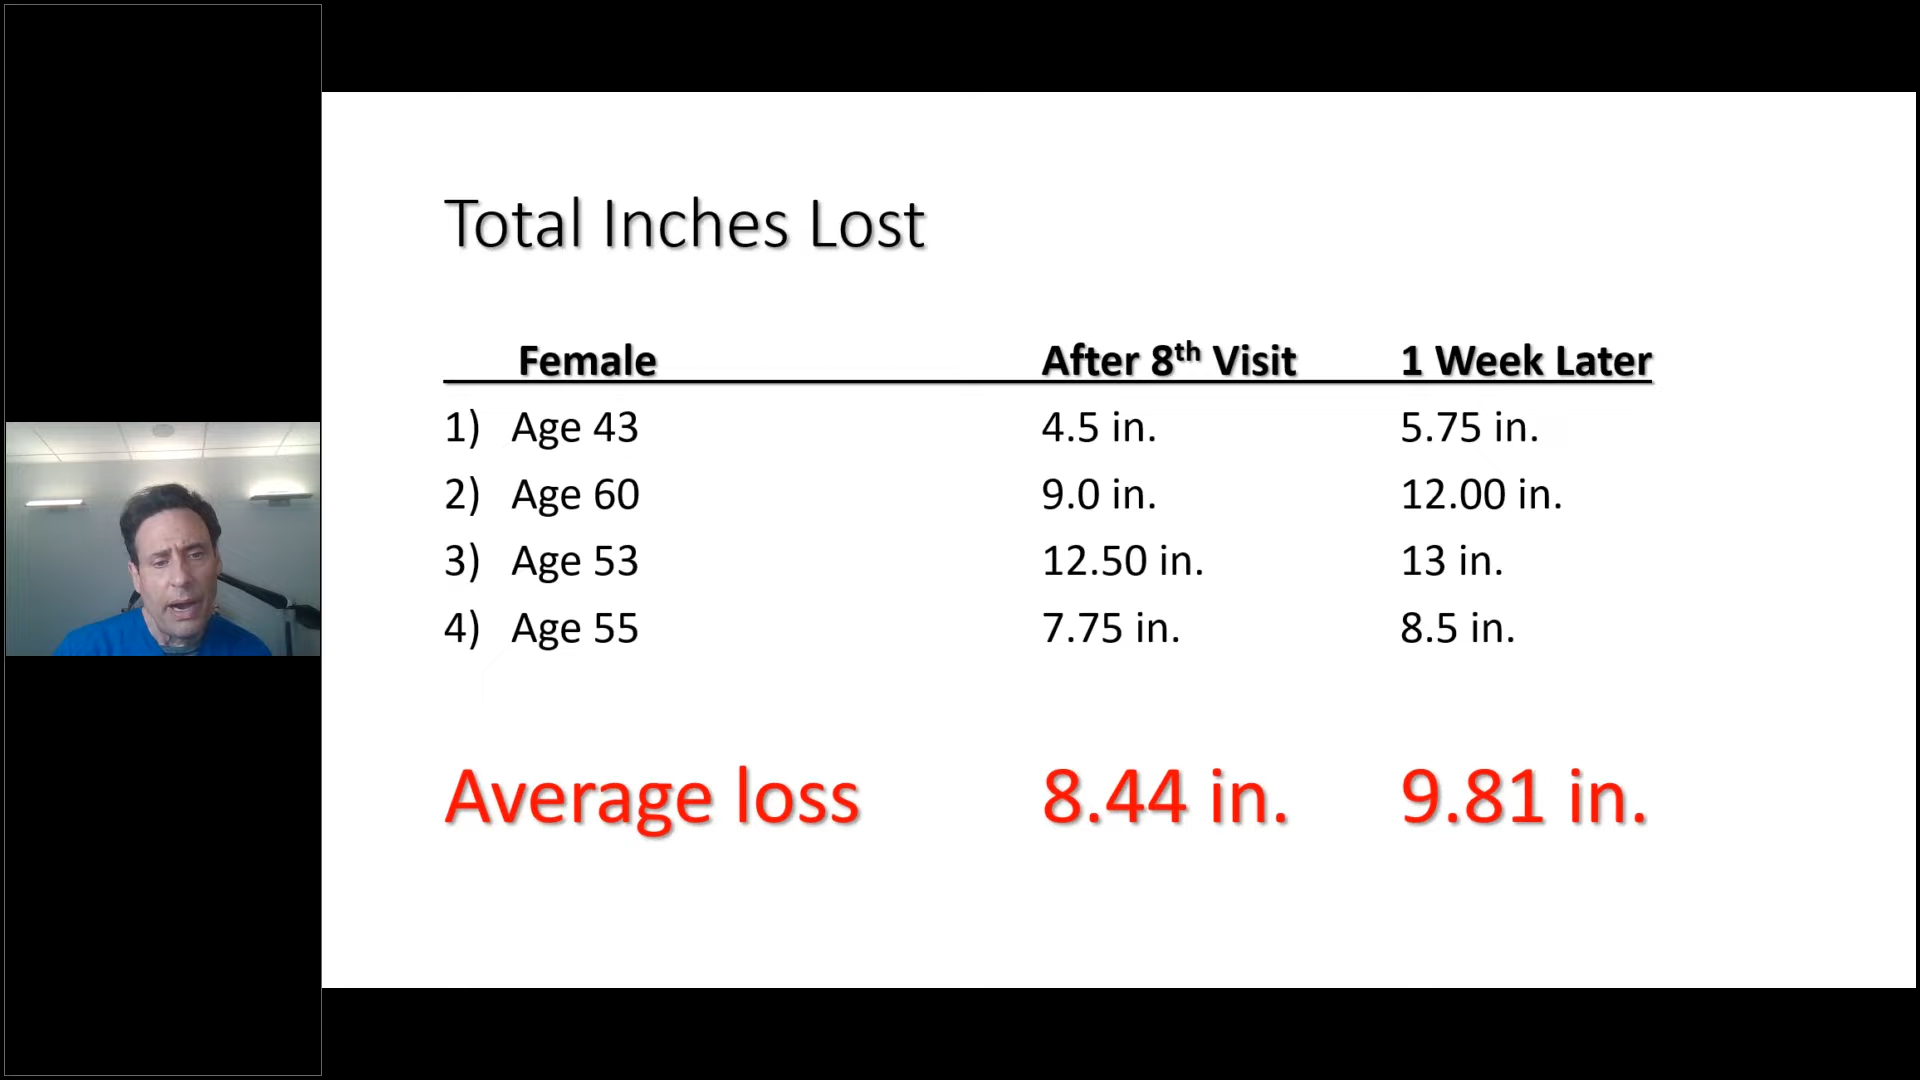 Total Inches Lost
Female After 8th Visit 1 Week Later
1) Age 43 4.5 in. 5.75 in.
2) Age 60 9.0 in. 12.00 in.
3) Age 53 12.50 in. 13 in.
4) Age 55 7.75 in. 8.5 in.
Average loss 8.44 in. 9.81 in.